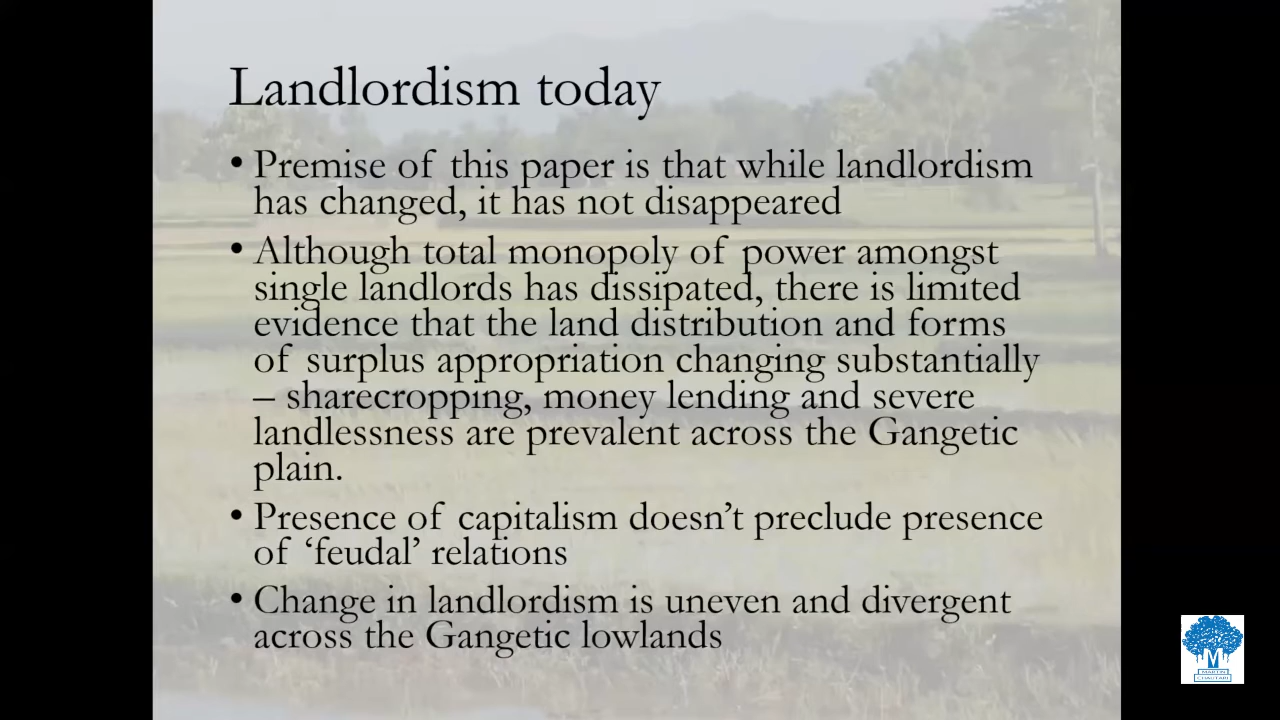 Landlordism today
• Premise of this paper is that while landlordism
has changed, it has not disappeared
• Although total monopoly of power amongst
single landlords has dissipated, there is limited
evidence that the land distribution and forms
of surplus appropriation changing substantially
– sharecropping, money lending and severe
landlessness are prevalent across the Gangetic
plain.
• Presence of capitalism doesn’t preclude presence
of ‘feudal’ relations
• Change in landlordism is uneven and divergent
across the Gangetic lowlands
MARTIN
CHAUTARI